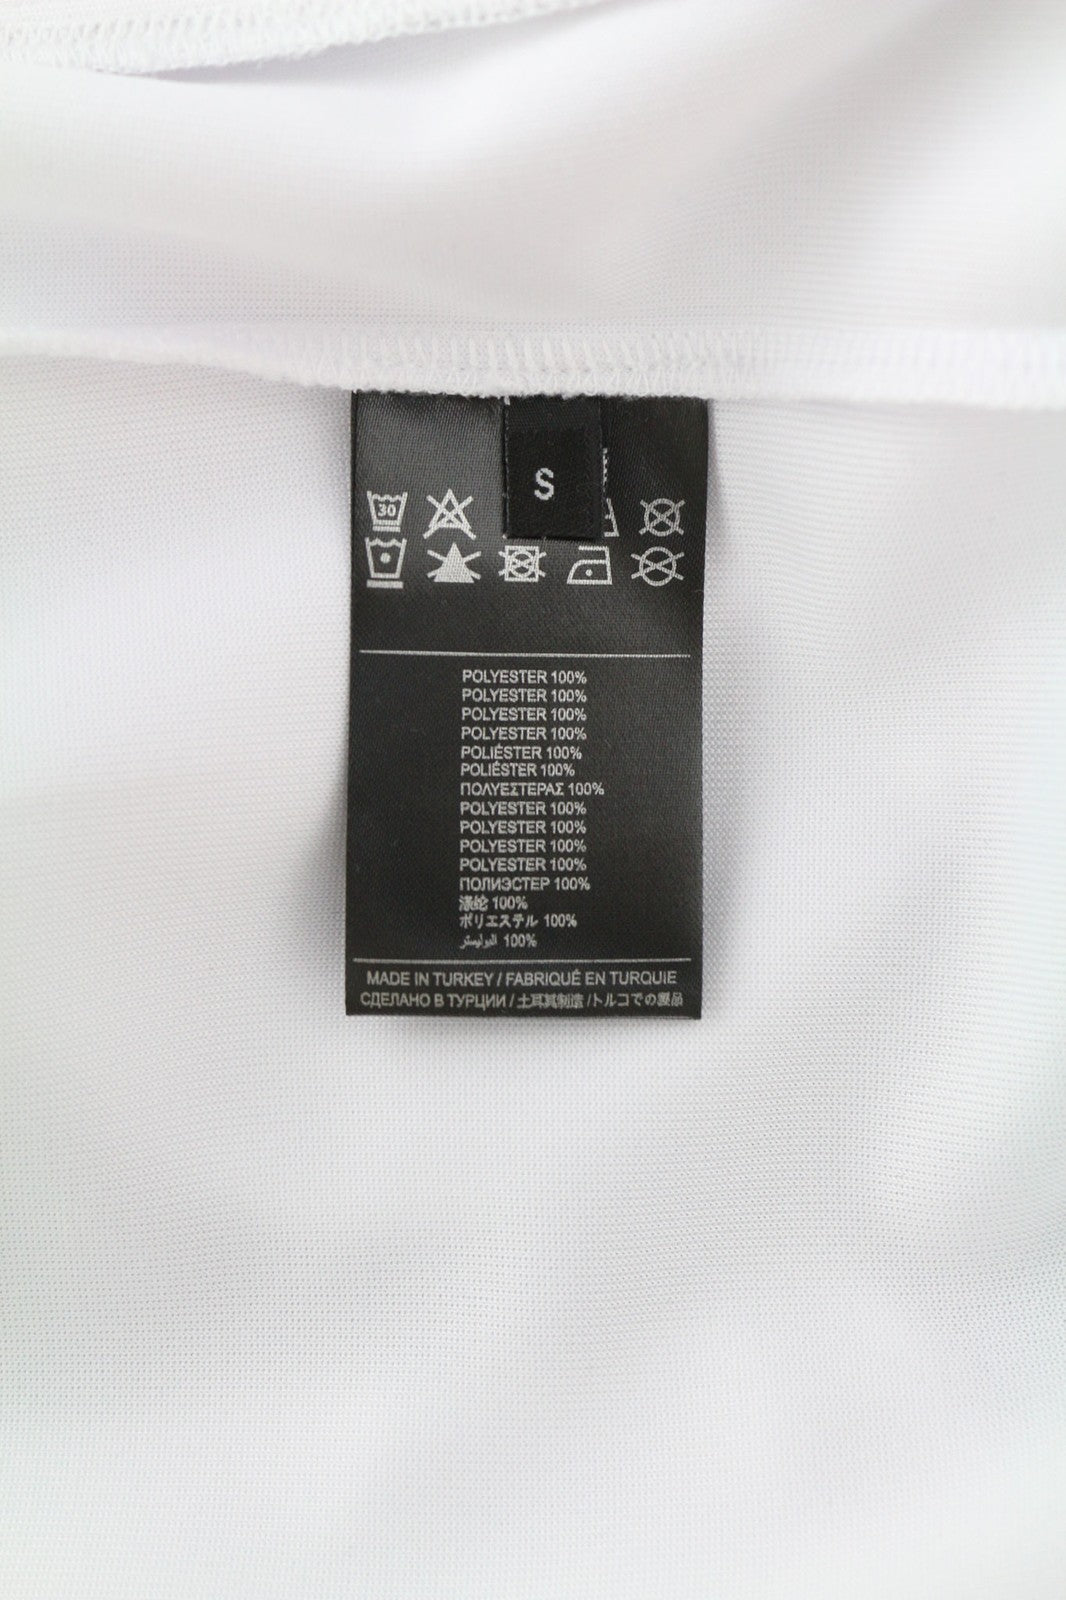 S
30
POLYESTER 100%
POLYESTER 100%
POLYESTER 100%
POLYESTER 100%
POLIÉSTER 100%
POLIÉSTER 100%
ΠΟΛΥΕΣΤΕΡΑΣ 100%
POLYESTER 100%
POLYESTER 100%
POLYESTER 100%
POLYESTER 100%
ПОЛИЭСТЕР 100%
涤纶 100%
ポリエステル 100%
البوليستر 100%
MADE IN TURKEY / FABRIQUÉ EN TURQUIE
СДЕЛАНО В ТУРЦИИ / 土耳其制造 /トルコでの製品